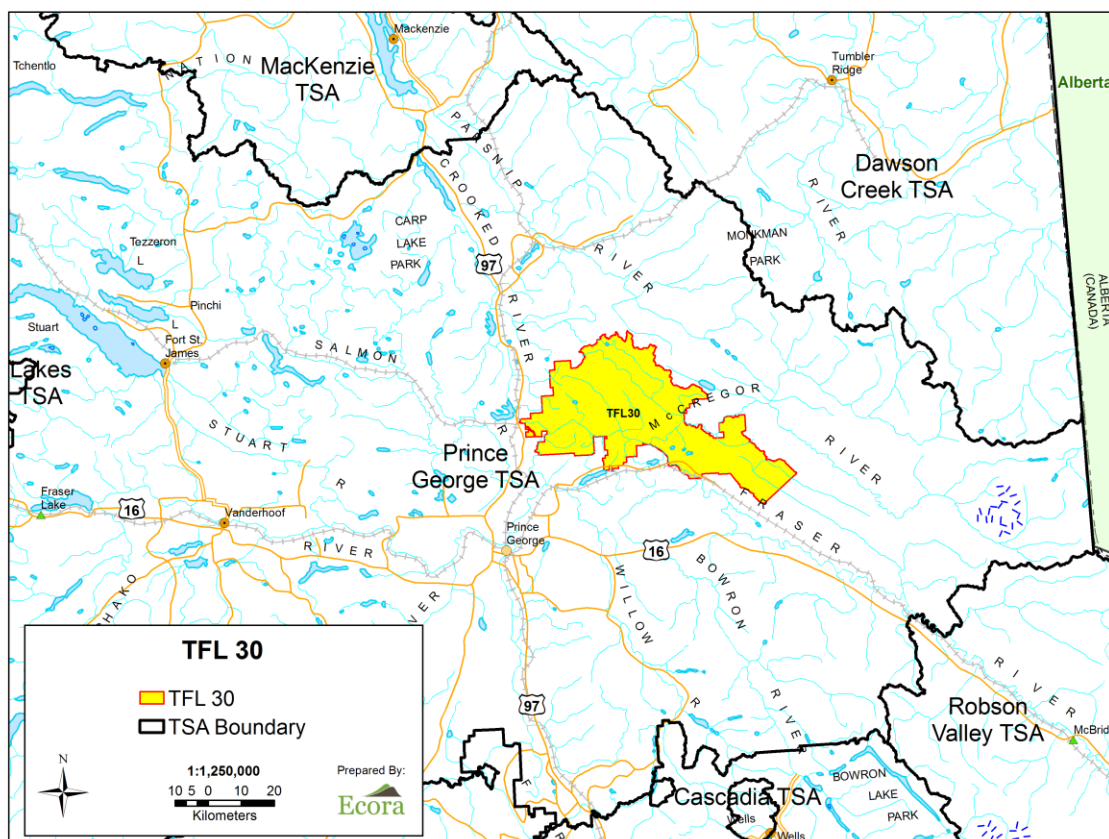 Mackenzie
Tchentlo
NATION
MacKenzie
TSA
Tumbler
Ridge
Alberta
PARSNIP
CROOKED
Dawson
Creek TSA
RIVER
CARP
LAKE
PARK
MONKMAN
PARK
Tezzeron
L
97
RIVER
RIVER
ALBERTA
(CANADA)
Pinchi
L
Stuart
Fort St.
James
SALMON
Lakes
TSA
TFL30
McGREGOR
RIVER
STUART
R
R
Prince
George TSA
Fraser
Lake
16
Vanderhoof
RIVER
Prince
George
FRASER
16
WILLOW
BOWRON
HAKO
VER
RIVER
Robson
Valley TSA
McBrid
97
R
RIVER
F
R
Cascadia TSA
Wells
Wells
BOWRON
LAKE
PARK
TFL 30
TFL 30
TSA Boundary
N
1:1,250,000
10 5 0 10 20
Kilometers
Prepared By:
Ecora